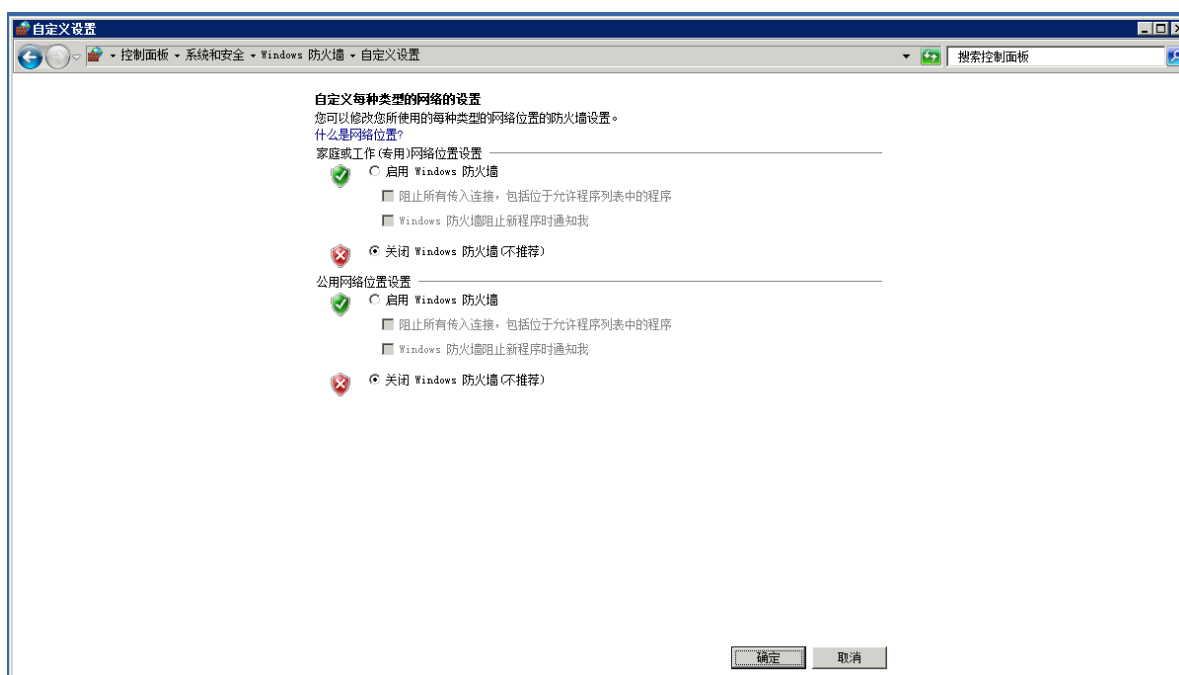 自定义设置
控制面板 系统和安全 Windows 防火墙 自定义设置
搜索控制面板
自定义每种类型的网络的设置
您可以修改您所使用的每种类型的网络位置的防火墙设置。
什么是网络位置?
家庭或工作(专用)网络位置设置
启用 Windows 防火墙
阻止所有传入连接，包括位于允许程序列表中的程序
Windows 防火墙阻止新程序时通知我
关闭 Windows 防火墙(不推荐)
公用网络位置设置
启用 Windows 防火墙
阻止所有传入连接，包括位于允许程序列表中的程序
Windows 防火墙阻止新程序时通知我
关闭 Windows 防火墙(不推荐)
确定 取消